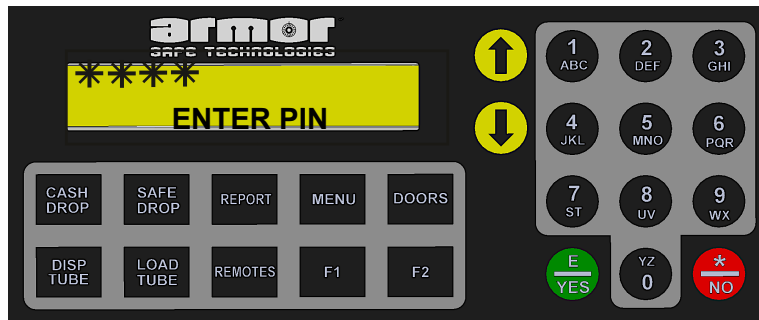 armor
SAFE TECHNOLOGIES
****
ENTER PIN
CASH
DROP
SAFE
DROP
REPORT
MENU
DOORS
DISP
TUBE
LOAD
TUBE
REMOTES
F1
F2
1
ABC
2
DEF
3
GHI
4
JKL
5
MNO
6
PQR
7
ST
8
UV
9
WX
E
YES
YZ
0
*
NO